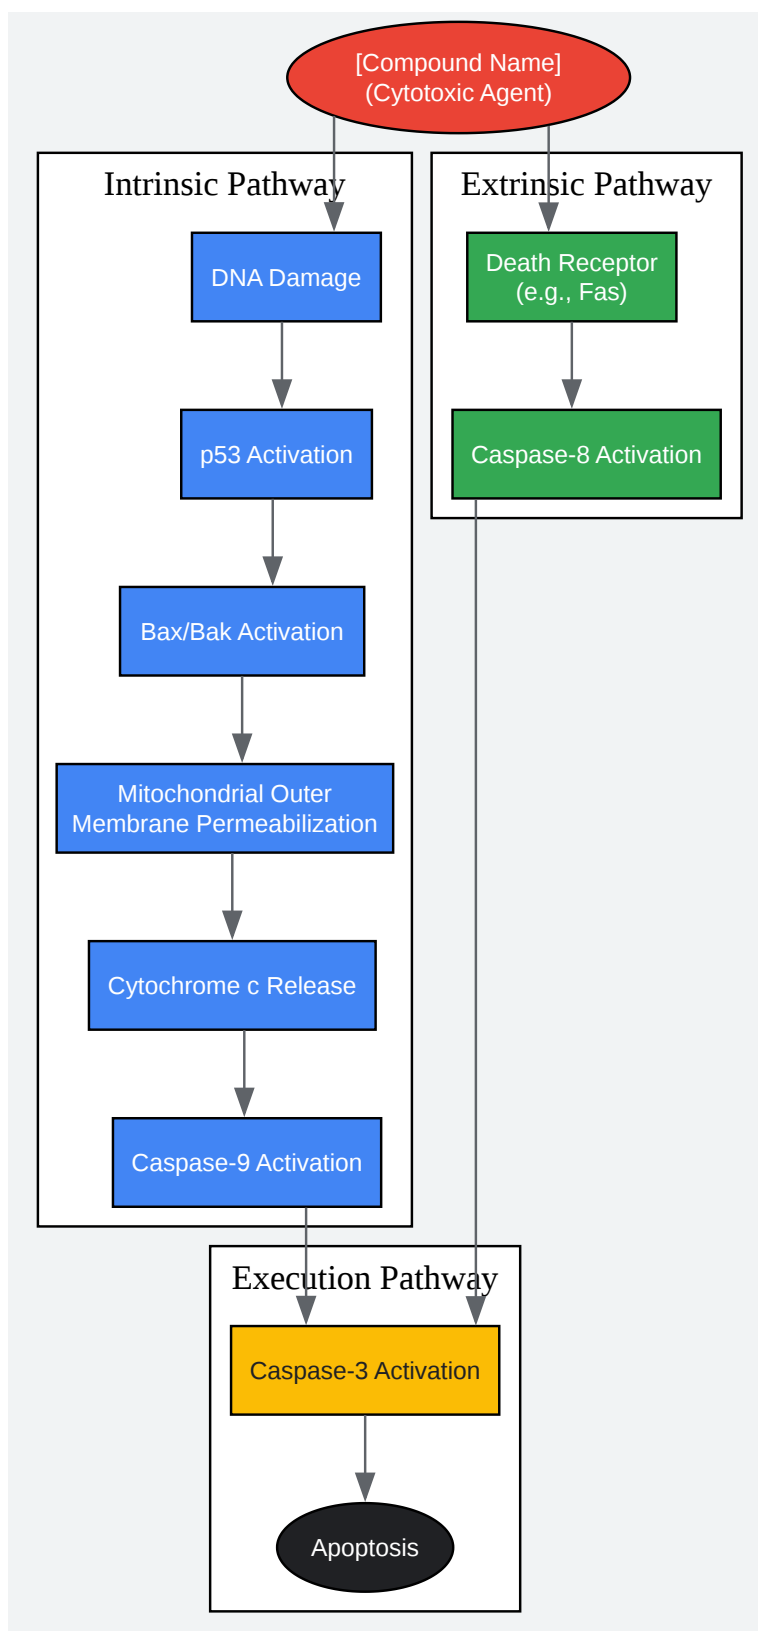 [Compound Name]
(Cytotoxic Agent)
Intrinsic Pathway
DNA Damage
p53 Activation
Bax/Bak Activation
Mitochondrial Outer
Membrane Permeabilization
Cytochrome c Release
Caspase-9 Activation
Extrinsic Pathway
Death Receptor
(e.g., Fas)
Caspase-8 Activation
Execution Pathway
Caspase-3 Activation
Apoptosis